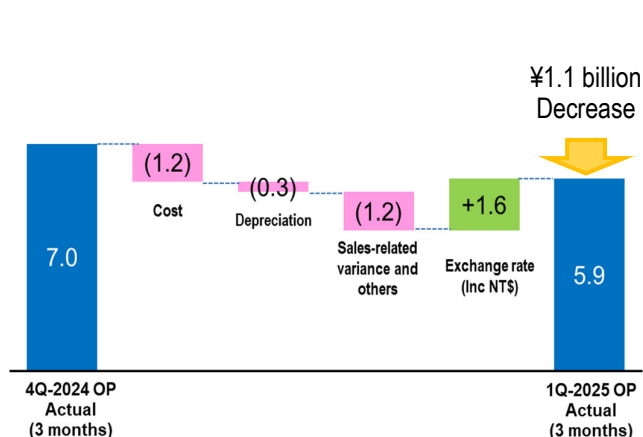 ¥1.1 billion
Decrease
7.0
(1.2)
Cost
(0.3)
Depreciation
(1.2)
Sales-related
variance and
others
+1.6
Exchange rate
(Inc NT$)
5.9
4Q-2024 OP
Actual
(3 months)
1Q-2025 OP
Actual
(3 months)